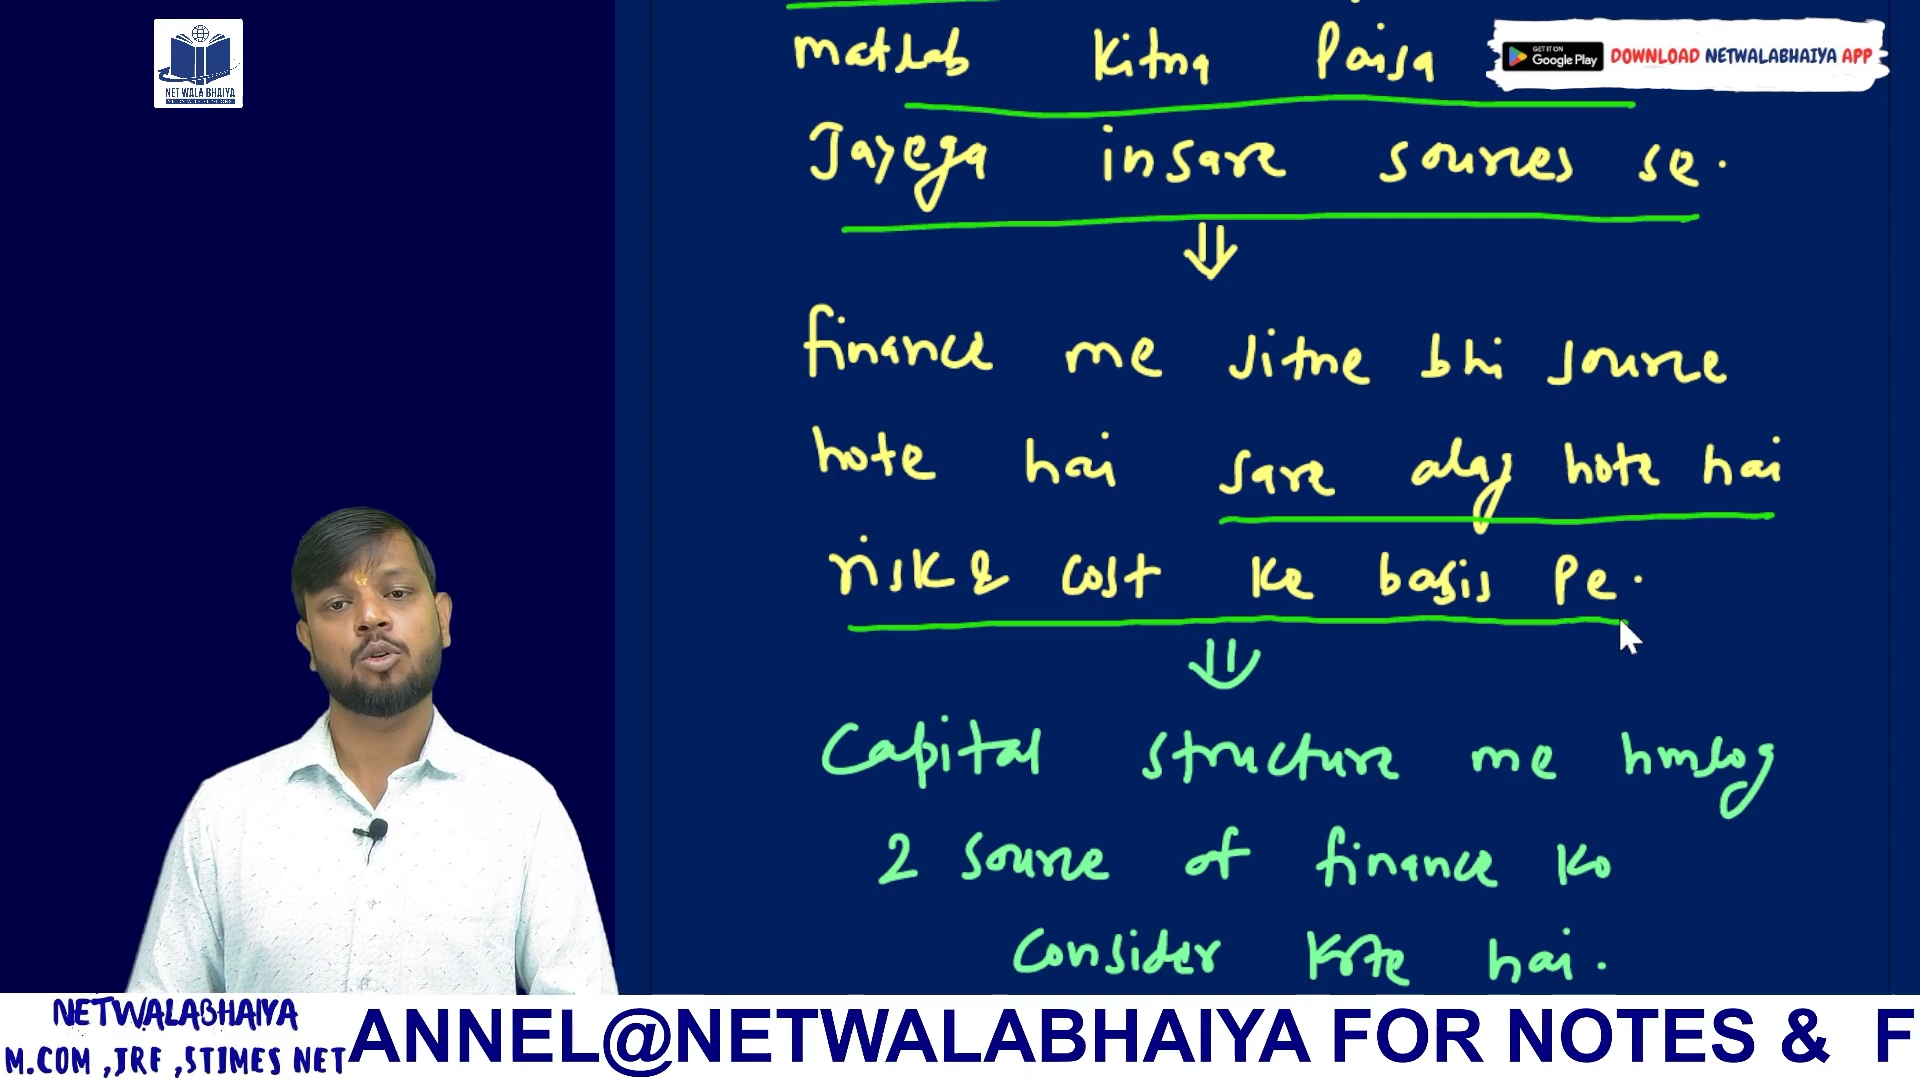 matlab kitna Paisa
Jayega insare sources se.
finance me Jitne bhi source
hote hai sare alag hote hai
risk & cost ke basis pe.
Capital structure me hmlog
2 source of finance ko
Consider krte hai.
GET IT ON
Google Play
DOWNLOAD NETWALABHAIYA APP
NET WALA BHAIYA
NETWALABHAIYA
M.COM ,JRF ,5TIMES NET
ANNEL@NETWALABHAIYA FOR NOTES & F